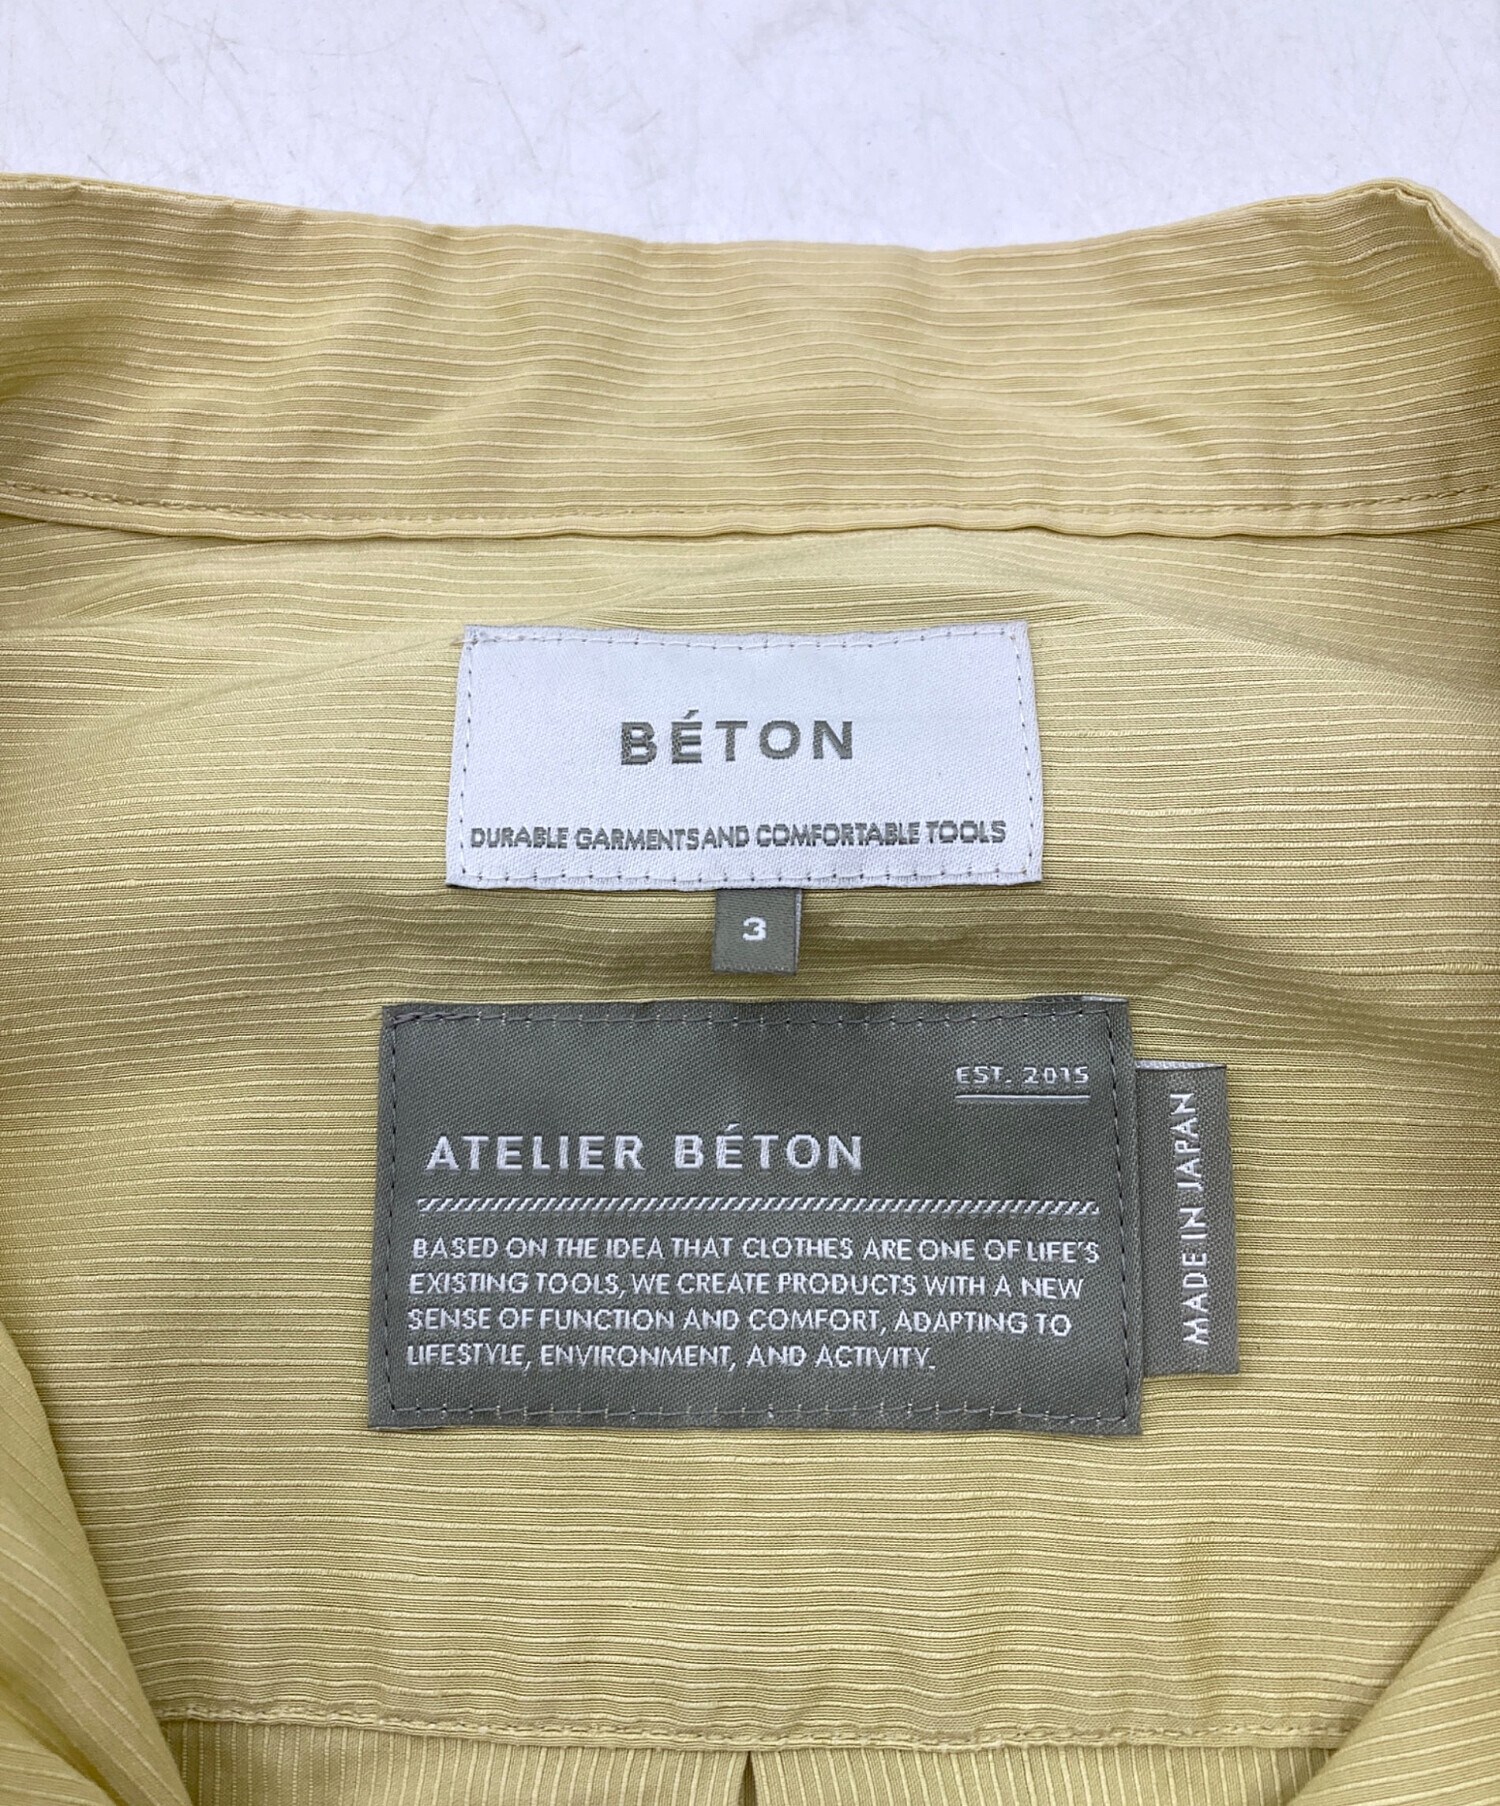 BÉTON
DURABLE GARMENTS AND COMFORTABLE TOOLS
3
EST. 2015
ATELIER BÉTON
BASED ON THE IDEA THAT CLOTHES ARE ONE OF LIFE'S
EXISTING TOOLS, WE CREATE PRODUCTS WITH A NEW
SENSE OF FUNCTION AND COMFORT, ADAPTING TO
LIFESTYLE, ENVIRONMENT, AND ACTIVITY.
MADE IN JAPAN